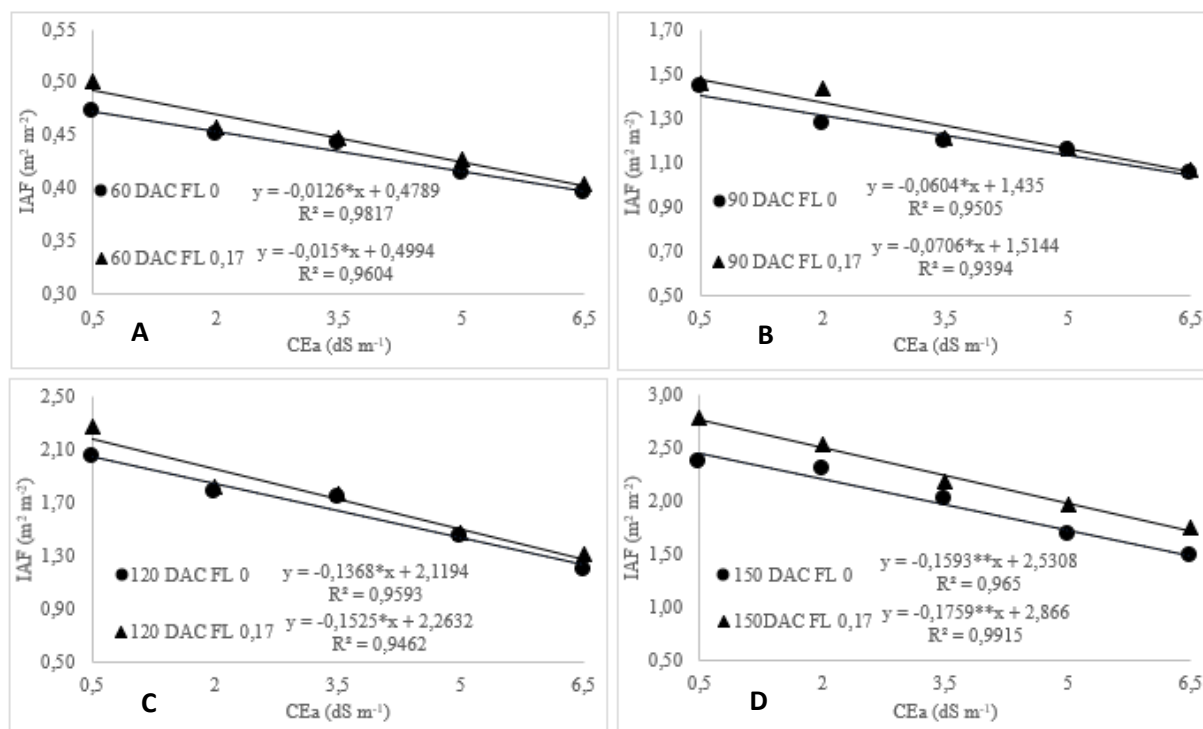 0,55
0,50
0,45
0,40
0,35
0,30
IAF (m² m⁻²)
60 DAC FL 0
y = -0,0126*x + 0,4789
R² = 0,9817
60 DAC FL 0,17
y = -0,015*x + 0,4994
R² = 0,9604
0,5 2 3,5 5 6,5
A
CEa (dS m⁻¹)
1,70
1,50
1,30
1,10
0,90
0,70
0,50
IAF (m² m⁻²)
90 DAC FL 0
y = -0,0604*x + 1,435
R² = 0,9505
90 DAC FL 0,17
y = -0,0706*x + 1,5144
R² = 0,9394
0,5 2 3,5 5 6,5
B
CEa (dS m⁻¹)
2,50
2,10
1,70
1,30
0,90
0,50
IAF (m² m⁻²)
120 DAC FL 0
y = -0,1368*x + 2,1194
R² = 0,9593
120 DAC FL 0,17
y = -0,1525*x + 2,2632
R² = 0,9462
0,5 2 3,5 5 6,5
C
CEa (dS m⁻¹)
3,00
2,50
2,00
1,50
1,00
0,50
IAF (m² m⁻²)
150 DAC FL 0
y = -0,1593**x + 2,5308
R² = 0,965
150DAC FL 0,17
y = -0,1759**x + 2,866
R² = 0,9915
0,5 2 3,5 5 6,5
D
CEa (dS m⁻¹)